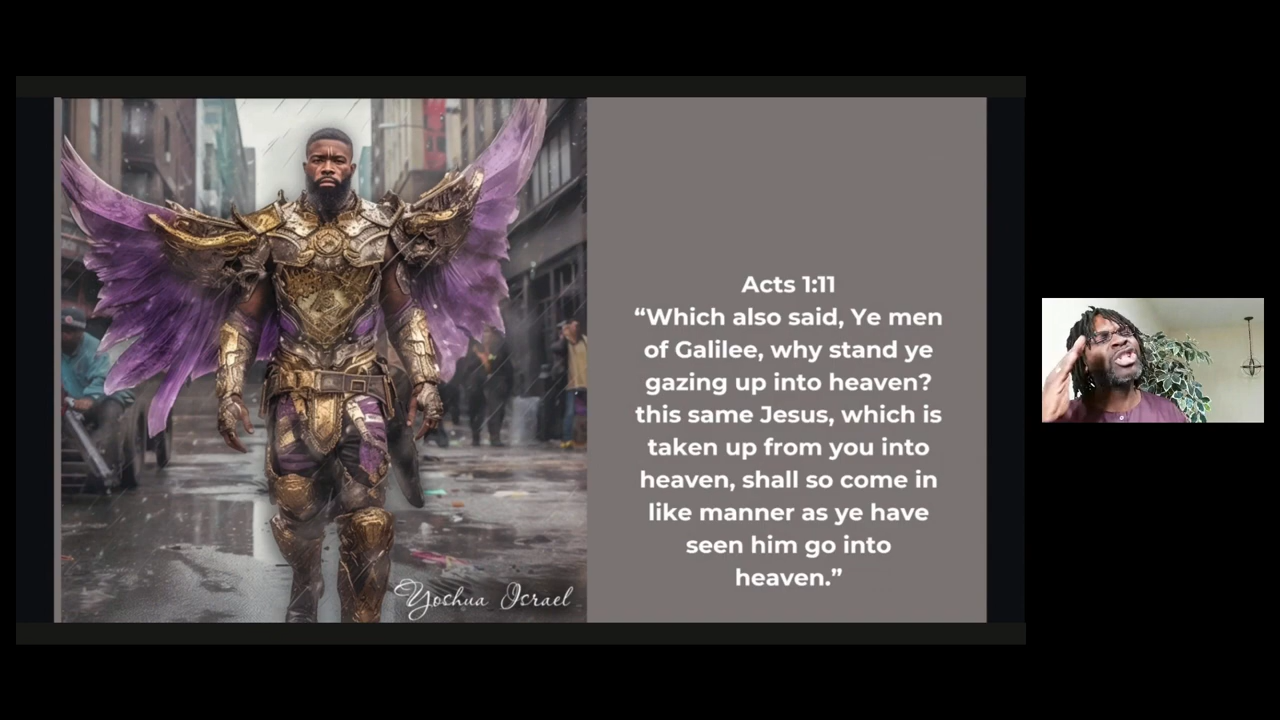 Acts 1:11
“Which also said, Ye men
of Galilee, why stand ye
gazing up into heaven?
this same Jesus, which is
taken up from you into
heaven, shall so come in
like manner as ye have
seen him go into
heaven.”
Yoshua Israel